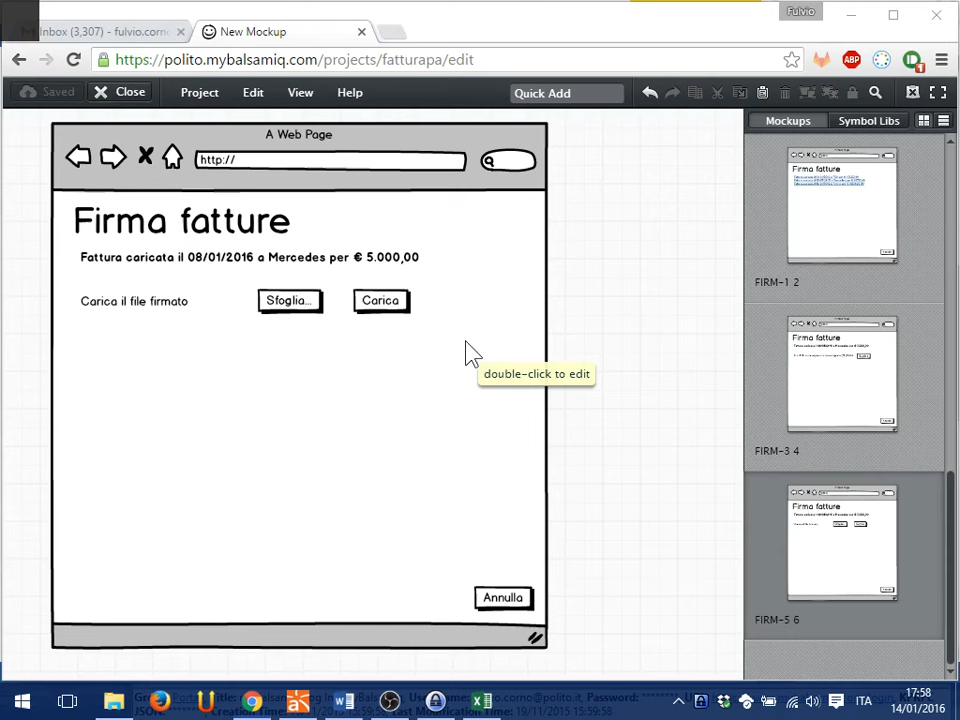 Fulvio
Inbox (3,307) - fulvio.corn
New Mockup
https://polito.mybalsamiq.com/projects/fatturapa/edit
ABP
1
Saved
Close
Project
Edit
View
Help
Quick Add
Mockups
Symbol Libs
A Web Page
http://
Firma fatture
Fattura caricata il 08/01/2016 a Mercedes per € 5.000,00
Carica il file firmato
Sfoglia...
Carica
double-click to edit
Annulla
Firma fatture
FIRM-1 2
Firma fatture
FIRM-3 4
Firma fatture
FIRM-5 6
ITA
17:58
14/01/2016